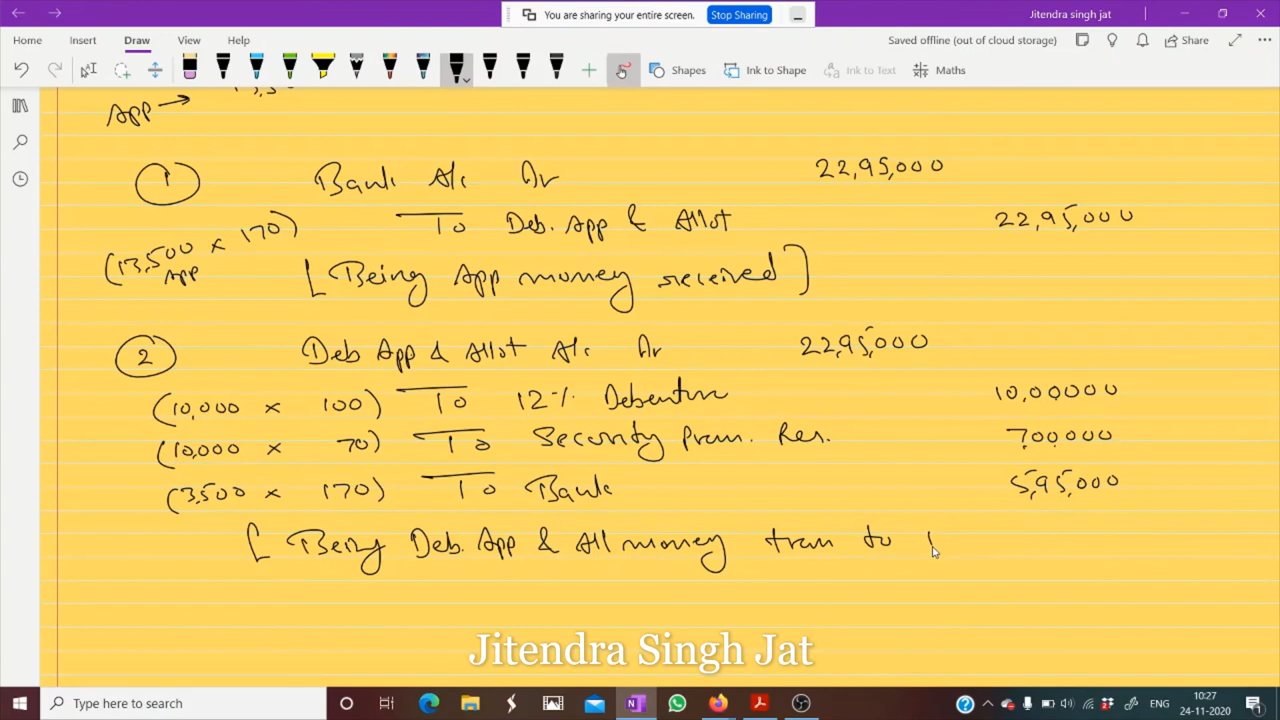 You are sharing your entire screen. Stop Sharing
Jitendra singh jat
Home Insert Draw View Help
Saved offline (out of cloud storage) Share
Shapes Ink to Shape Ink to Text Maths
App →
1 Bank A/c Dr 22,95,000
(13,500 × 170) To Deb. App & Allot 22,95,000
App
[Being App money received]
2 Deb App & Allot A/c Dr 22,95,000
(10,000 × 100) To 12% Debenture 10,00000
(10,000 × 70) To Security Prem. Res. 700000
(3,500 × 170) To Bank 5,95,000
[Being Deb. App & All money tran to
Jitendra Singh Jat
Type here to search
ENG
10:27
24-11-2020